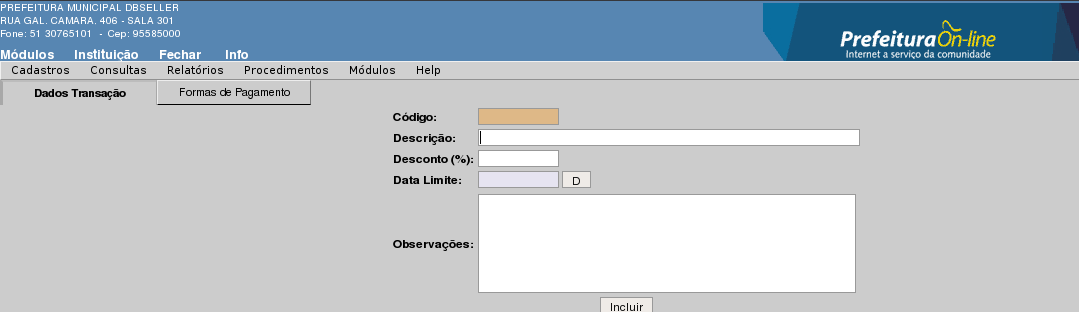 PREFEITURA MUNICIPAL DBSELLER
RUA GAL. CAMARA. 406 - SALA 301
Fone: 51 30765101 - Cep: 95585000
Módulos Instituição Fechar Info
Prefeitura On-line
Internet a serviço da comunidade
Cadastros Consultas Relatórios Procedimentos Módulos Help
Dados Transação Formas de Pagamento
Código:
Descrição:
Desconto (%):
Data Limite: D
Observações:
Incluir